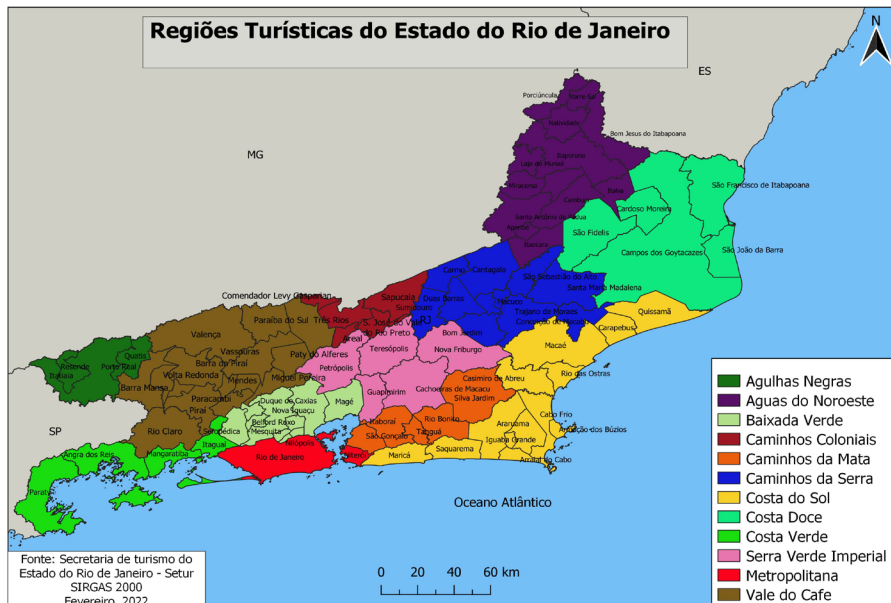 Regiões Turísticas do Estado do Rio de Janeiro
N
ES
MG
SP
RJ
Porciúncula
Varre-Sai
Natividade
Bom Jesus do Itabapoana
Itaperuna
Laje do Muriaé
Miracema
Italva
Cambuci
Santo Antônio de Pádua
Aperibé
Itaocara
São Francisco de Itabapoana
Cardoso Moreira
São Fidelis
Campos dos Goytacazes
São João da Barra
Carmo
Cantagalo
São Sebastião do Alto
Santa Maria Madalena
Duas Barras
Macuco
Sumidouro
Trajano de Moraes
Conceição de Macabu
Bom Jardim
Quissamã
Carapebus
Macaé
Rio das Ostras
Comendador Levy Gasparian
Sapucaia
Três Rios
S. José do Vale
do Rio Preto
Areal
Paraíba do Sul
Valença
Vassouras
Paty do Alferes
Barra do Piraí
Volta Redonda
Mendes
Miguel Pereira
Barra Mansa
Paracambi
Piraí
Rio Claro
Quatis
Resende
Porto Real
Itatiaia
Teresópolis
Nova Friburgo
Petrópolis
Guapimirim
Cachoeiras de Macacu
Casimiro de Abreu
Silva Jardim
Magé
Duque de Caxias
Nova Iguaçu
Belford Roxo
Mesquita
Seropédica
Nilópolis
Itaguaí
Rio de Janeiro
Niterói
Itaboraí
São Gonçalo
Rio Bonito
Tanguá
Maricá
Saquarema
Araruama
Iguaba Grande
Cabo Frio
Armação dos Búzios
Arraial do Cabo
Angra dos Reis
Mangaratiba
Paraty
Oceano Atlântico
0 20 40 60 km
Fonte: Secretaria de turismo do
Estado do Rio de Janeiro - Setur
SIRGAS 2000
Fevereiro, 2022
Agulhas Negras
Aguas do Noroeste
Baixada Verde
Caminhos Coloniais
Caminhos da Mata
Caminhos da Serra
Costa do Sol
Costa Doce
Costa Verde
Serra Verde Imperial
Metropolitana
Vale do Cafe